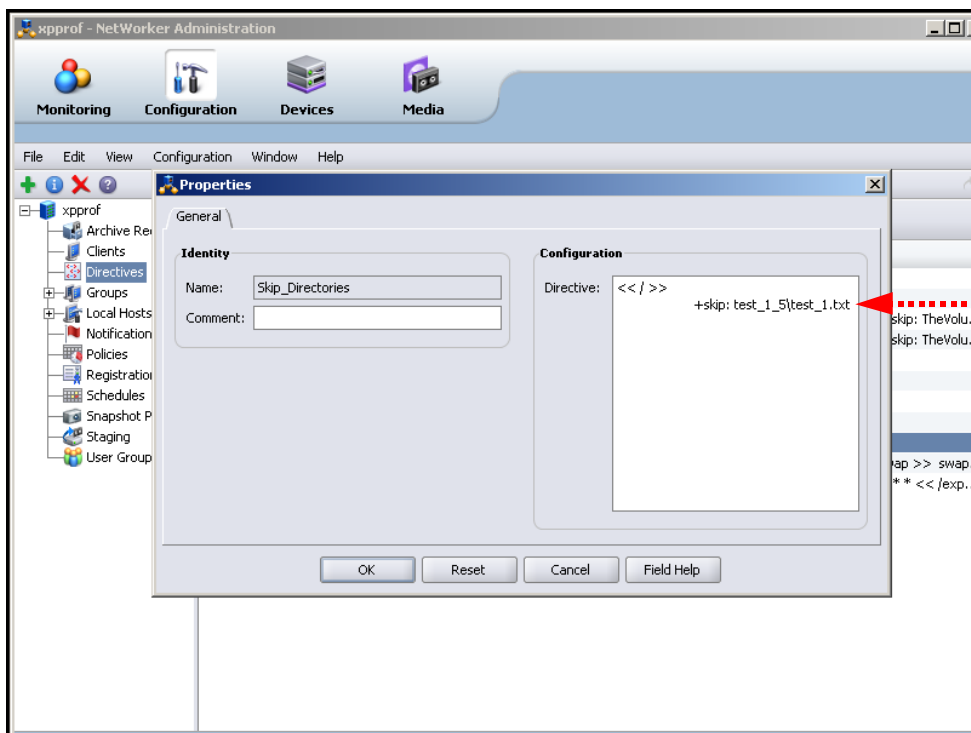 xpprof - NetWorker Administration
Monitoring Configuration Devices Media
File Edit View Configuration Window Help
Properties
xpprof
Archive Re
Clients
Directives
Groups
Local Hosts
Notification
Policies
Registration
Schedules
Snapshot P
Staging
User Group
General
Identity
Name: Skip_Directories
Comment:
Configuration
Directive: << / >>
+skip: test_1_5\test_1.txt
OK Reset Cancel Field Help
skip: TheVolu..
skip: TheVolu..
ap >> swap.
* * << /exp..